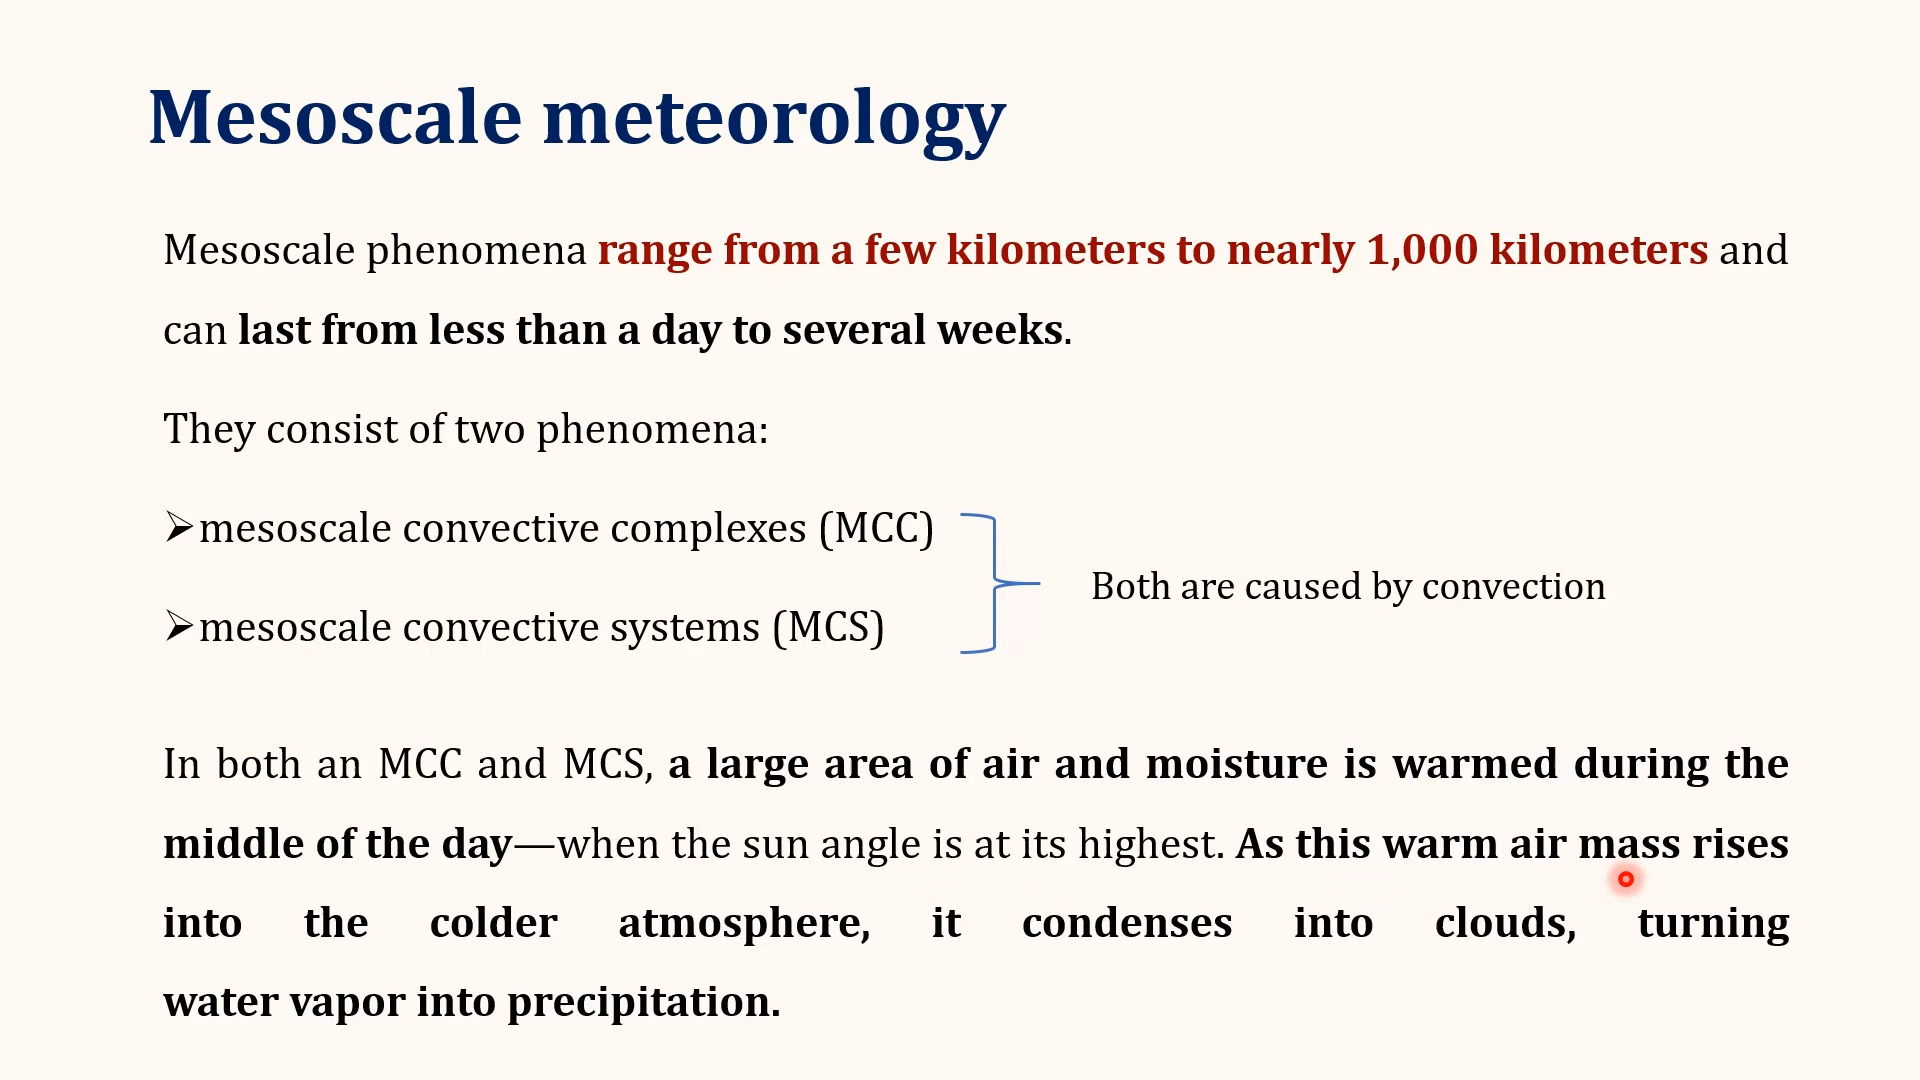 Mesoscale meteorology
Mesoscale phenomena range from a few kilometers to nearly 1,000 kilometers and
can last from less than a day to several weeks.
They consist of two phenomena:
➢mesoscale convective complexes (MCC)
➢mesoscale convective systems (MCS)
Both are caused by convection
In both an MCC and MCS, a large area of air and moisture is warmed during the
middle of the day—when the sun angle is at its highest. As this warm air mass rises
into the colder atmosphere, it condenses into clouds, turning
water vapor into precipitation.